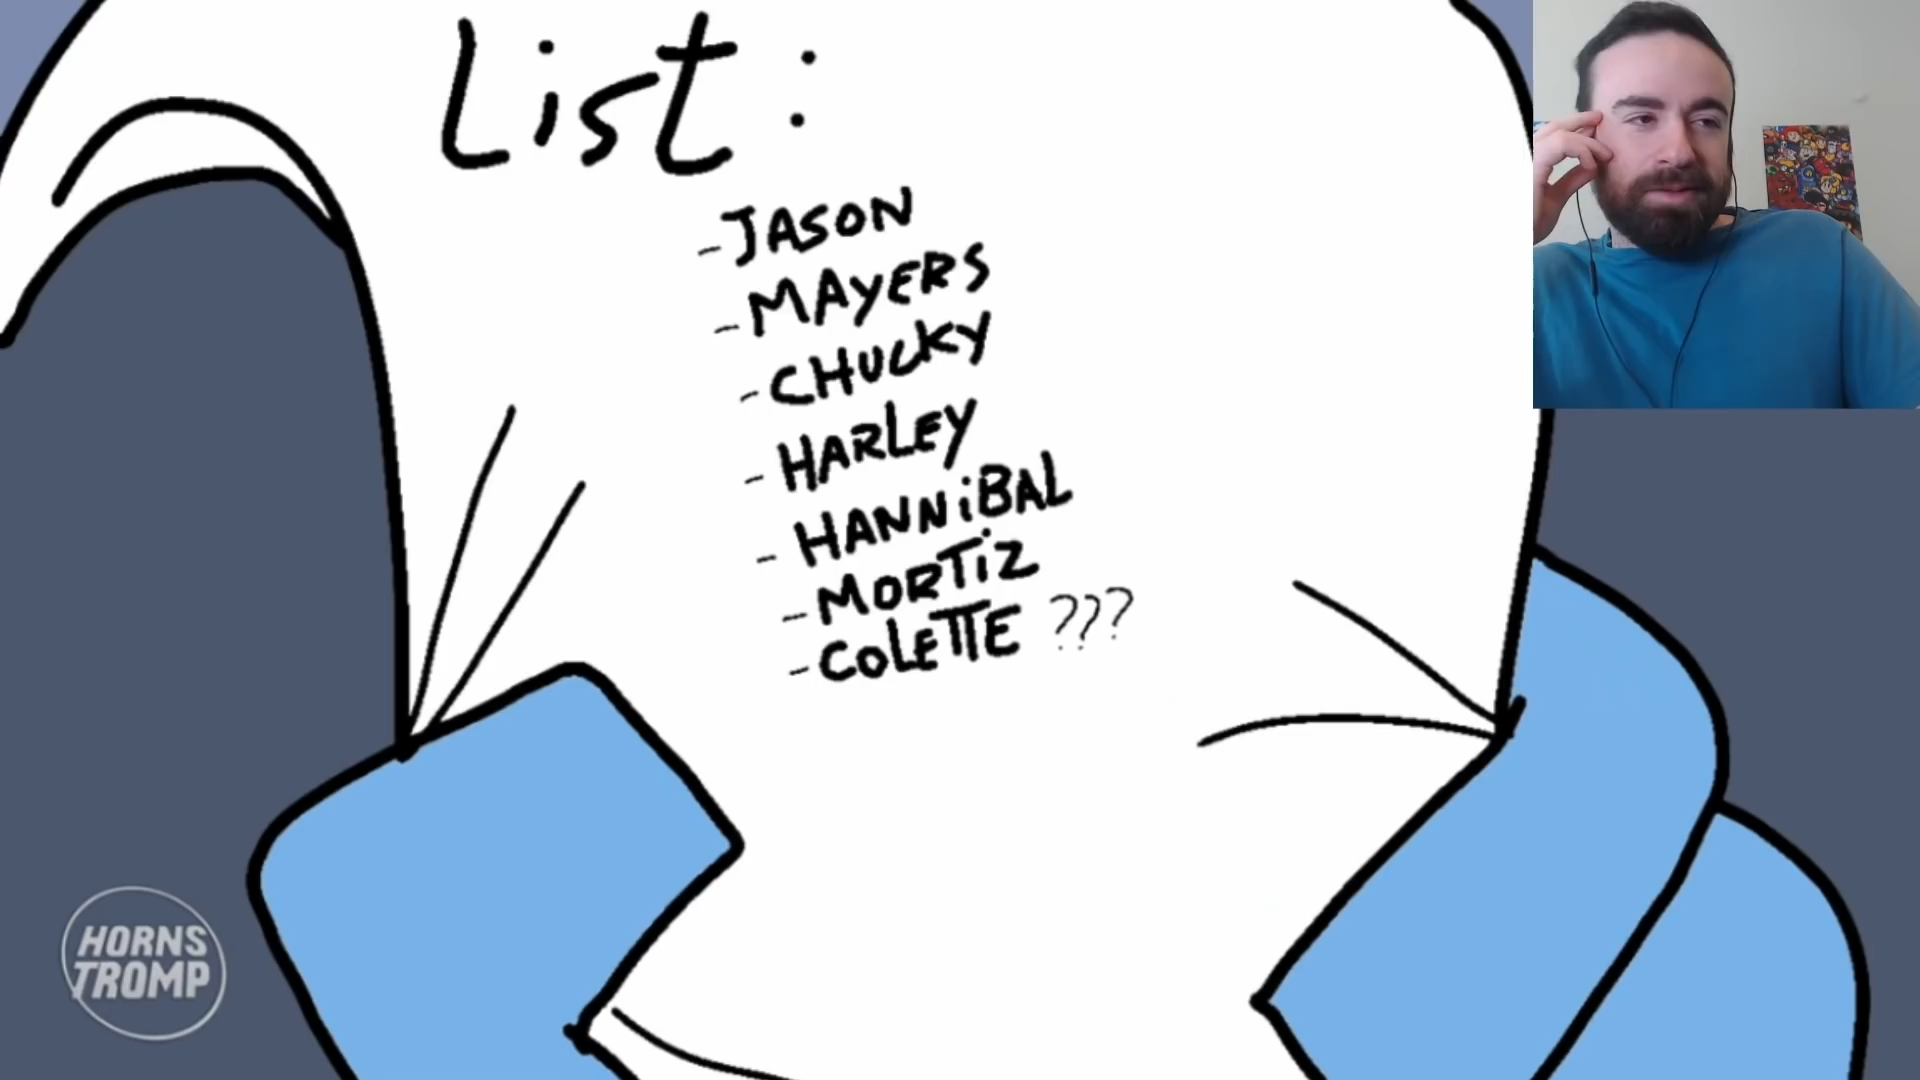 List:
-JASON
-MAYERS
-CHUCKY
-HARLEY
-HANNiBAL
-MORTiZ
-COLETTE ???
HORNS
TROMP